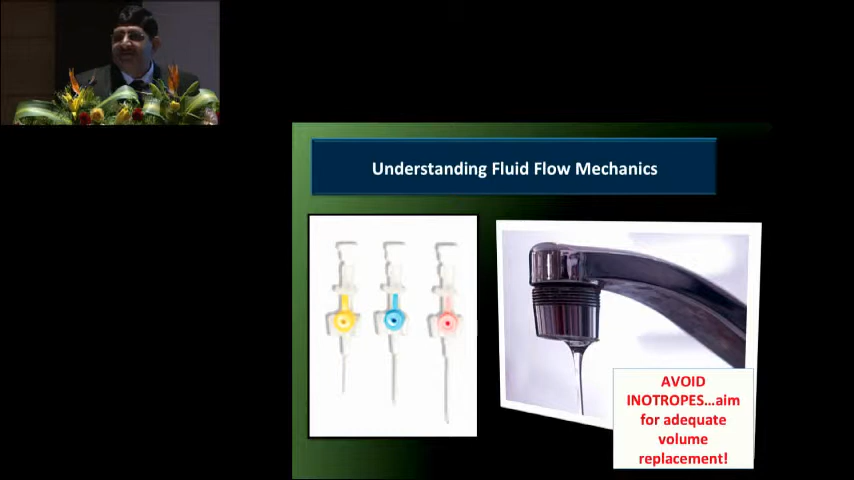 Understanding Fluid Flow Mechanics
AVOID
INOTROPES...aim
for adequate
volume
replacement!